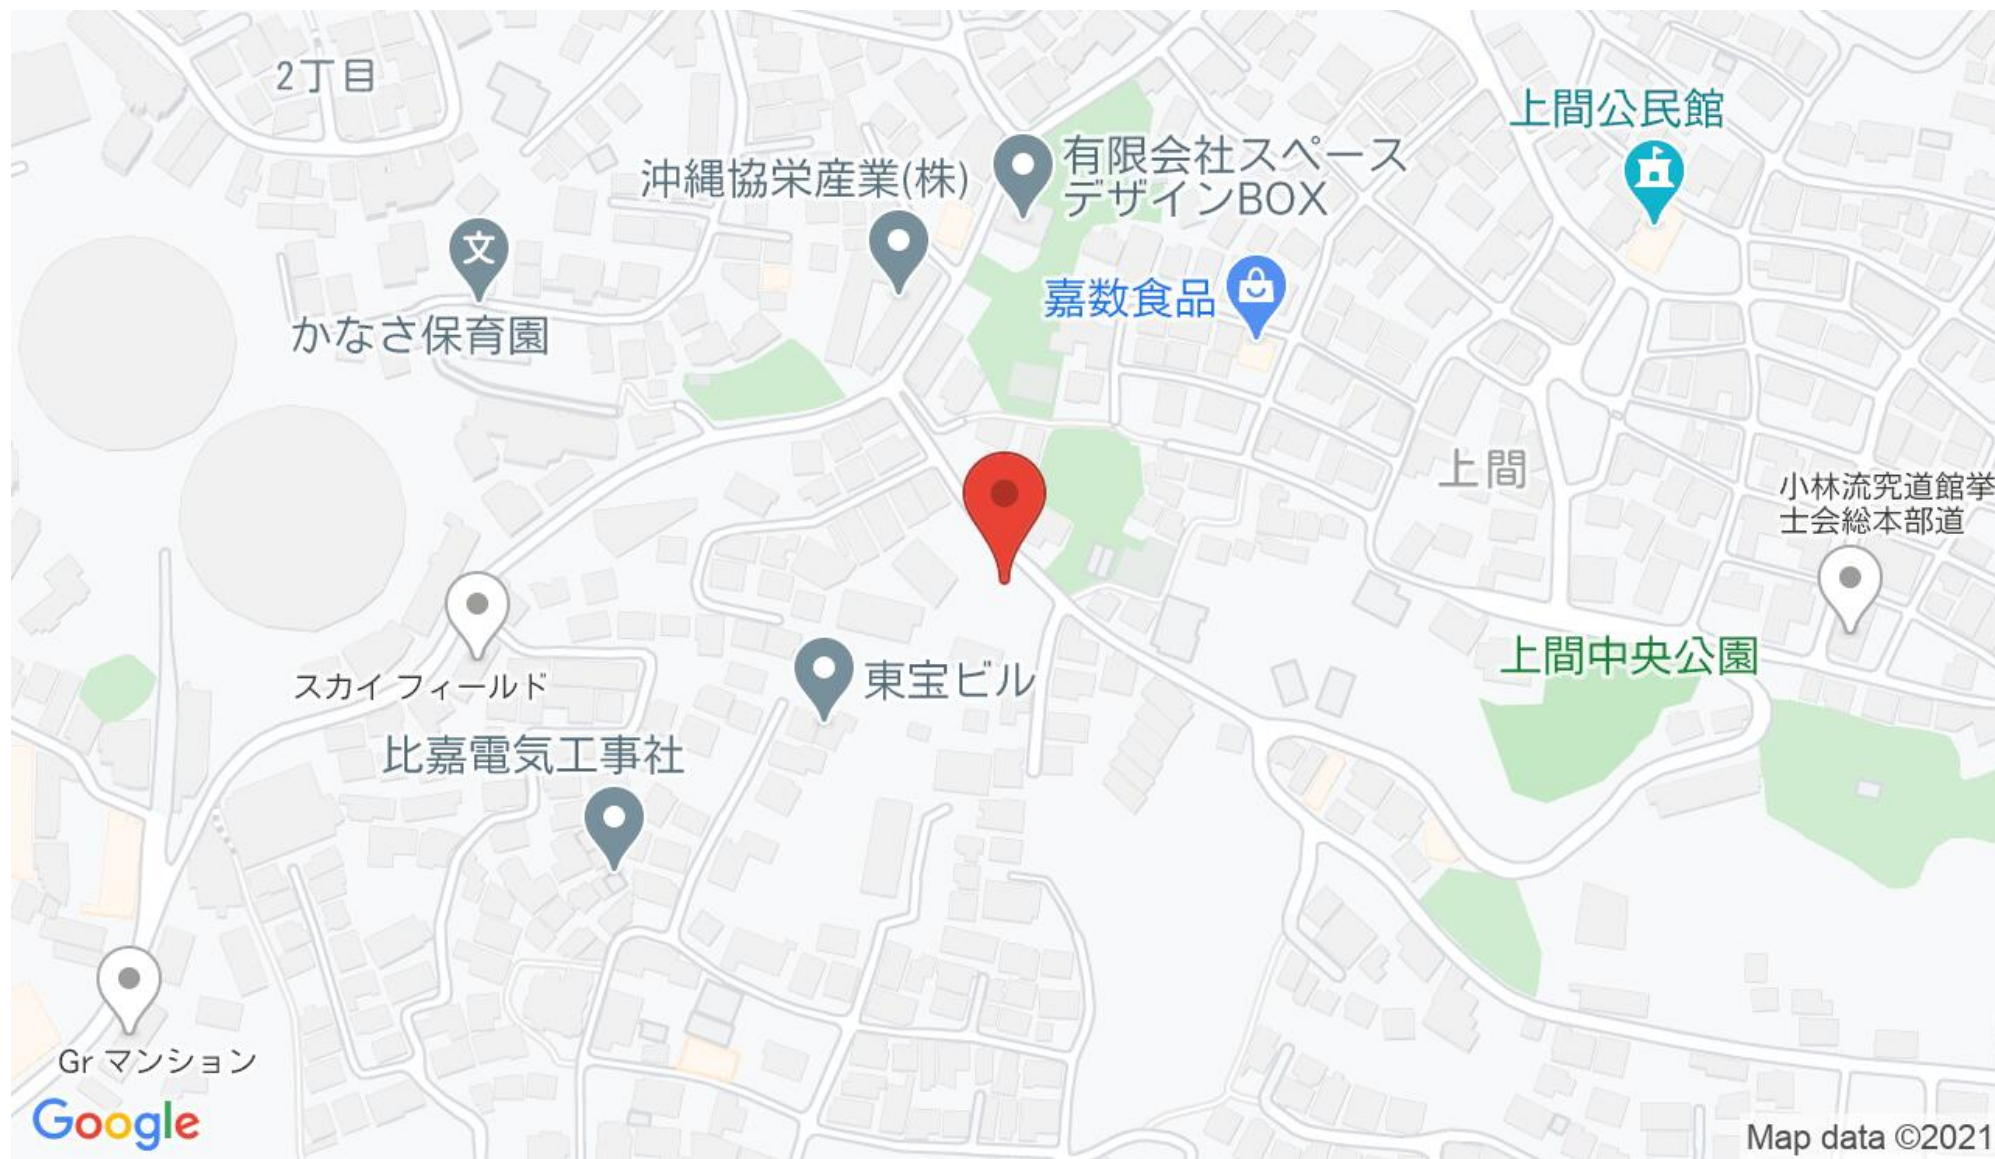 2丁目
上間公民館
有限会社スペース
デザインBOX
沖縄協栄産業(株)
文
嘉数食品
かなさ保育園
上間
小林流究道館挙
士会総本部道
上間中央公園
東宝ビル
スカイ フィールド
比嘉電気工事社
Gr マンション
Google
Map data ©2021